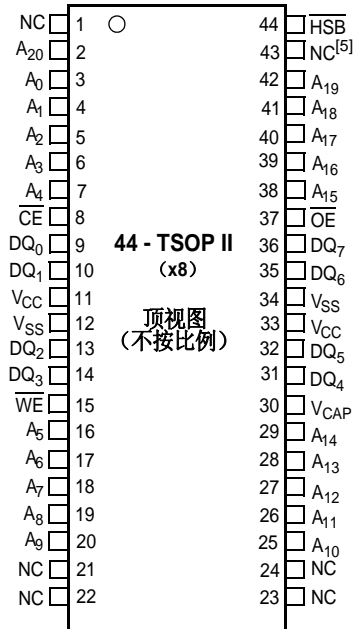 NC 1 44 HSB
A20 2 43 NC[5]
A0 3 42 A19
A1 4 41 A18
A2 5 40 A17
A3 6 39 A16
A4 7 38 A15
CE 8 37 OE
DQ0 9 44 - TSOP II 36 DQ7
DQ1 10 （x8） 35 DQ6
VCC 11 34 VSS
VSS 12 顶视图 33 VCC
DQ2 13 （不按比例） 32 DQ5
DQ3 14 31 DQ4
WE 15 30 VCAP
A5 16 29 A14
A6 17 28 A13
A7 18 27 A12
A8 19 26 A11
A9 20 25 A10
NC 21 24 NC
NC 22 23 NC